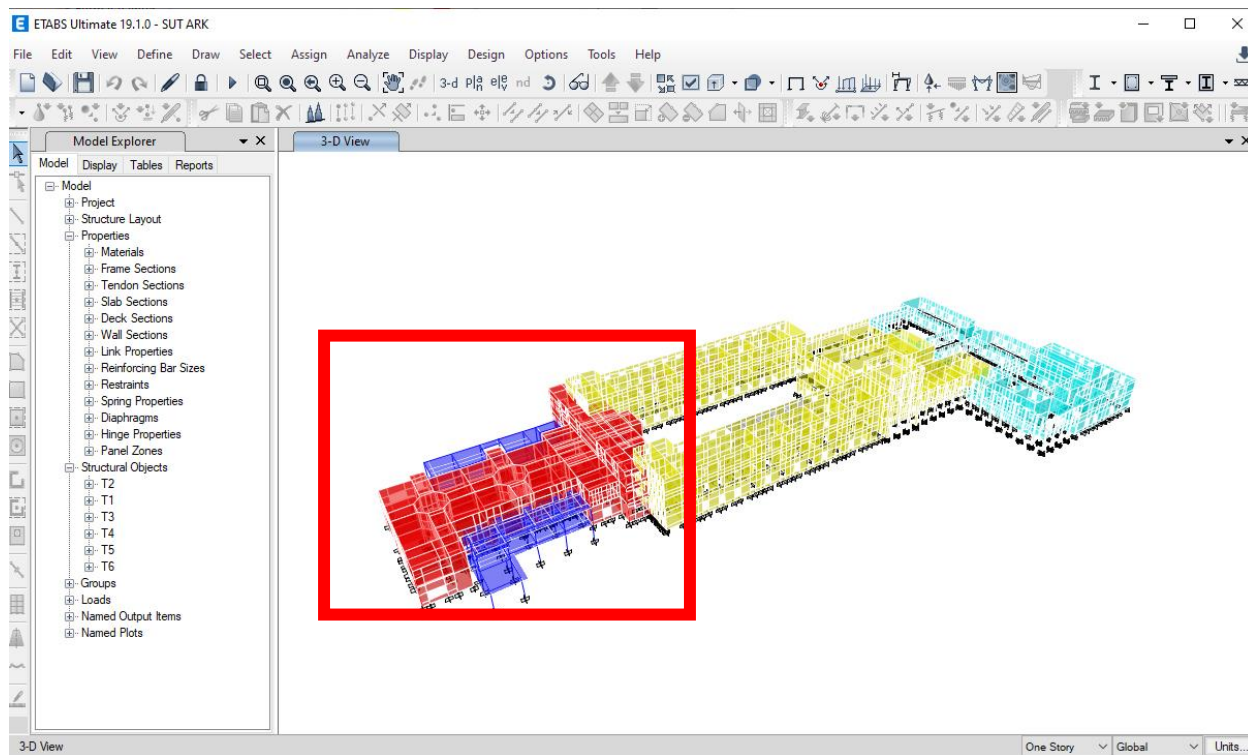 ETABS Ultimate 19.1.0 - SUT ARK
File Edit View Define Draw Select Assign Analyze Display Design Options Tools Help
3-d nd
Model Explorer
3-D View
Model Display Tables Reports
Model
Project
Structure Layout
Properties
Materials
Frame Sections
Tendon Sections
Slab Sections
Deck Sections
Wall Sections
Link Properties
Reinforcing Bar Sizes
Restraints
Spring Properties
Diaphragms
Hinge Properties
Panel Zones
Structural Objects
T2
T1
T3
T4
T5
T6
Groups
Loads
Named Output Items
Named Plots
3-D View One Story Global Units...